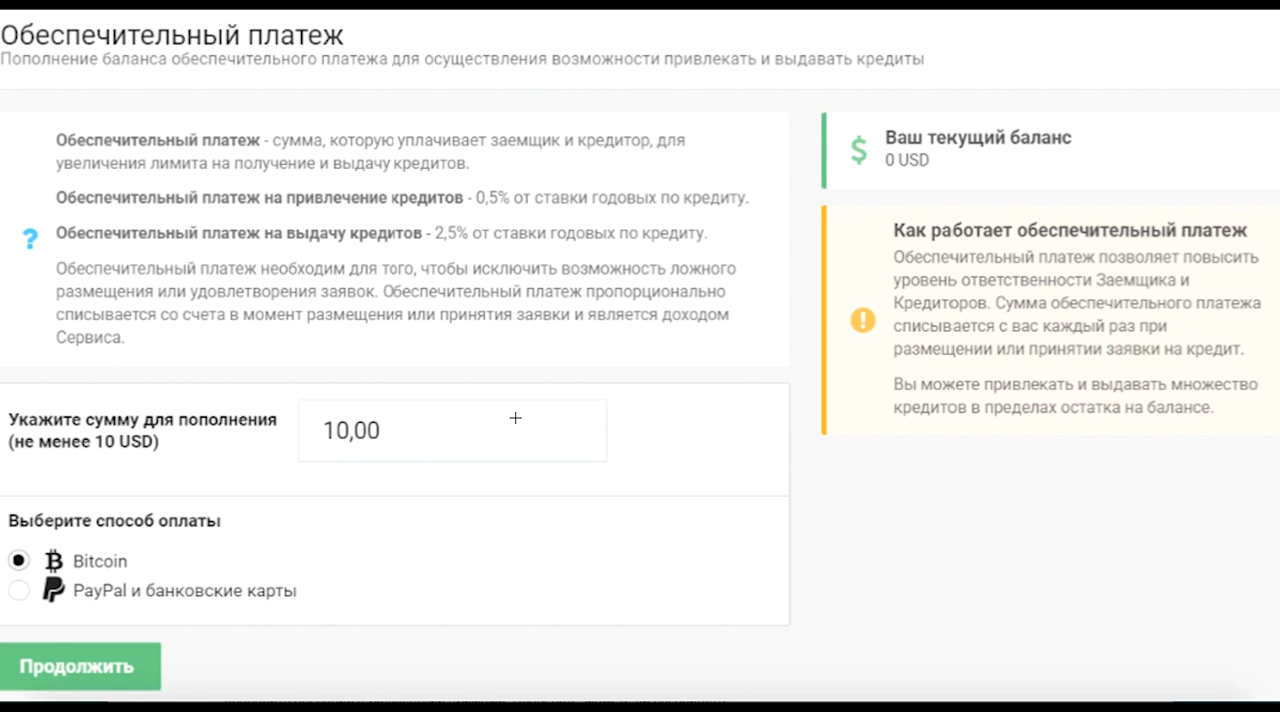 Обеспечительный платеж
Пополнение баланса обеспечительного платежа для осуществления возможности привлекать и выдавать кредиты
Обеспечительный платеж - сумма, которую уплачивает заемщик и кредитор, для
увеличения лимита на получение и выдачу кредитов.
Обеспечительный платеж на привлечение кредитов - 0,5% от ставки годовых по кредиту.
?
Обеспечительный платеж на выдачу кредитов - 2,5% от ставки годовых по кредиту.
Обеспечительный платеж необходим для того, чтобы исключить возможность ложного
размещения или удовлетворения заявок. Обеспечительный платеж пропорционально
списывается со счета в момент размещения или принятия заявки и является доходом
Сервиса.
$
Ваш текущий баланс
0 USD
Как работает обеспечительный платеж
Обеспечительный платеж позволяет повысить
уровень ответственности Заемщика и
Кредиторов. Сумма обеспечительного платежа
списывается с вас каждый раз при
размещении или принятии заявки на кредит.
Вы можете привлекать и выдавать множество
кредитов в пределах остатка на балансе.
Укажите сумму для пополнения
(не менее 10 USD)
10,00
Выберите способ оплаты
Bitcoin
PayPal и банковские карты
Продолжить